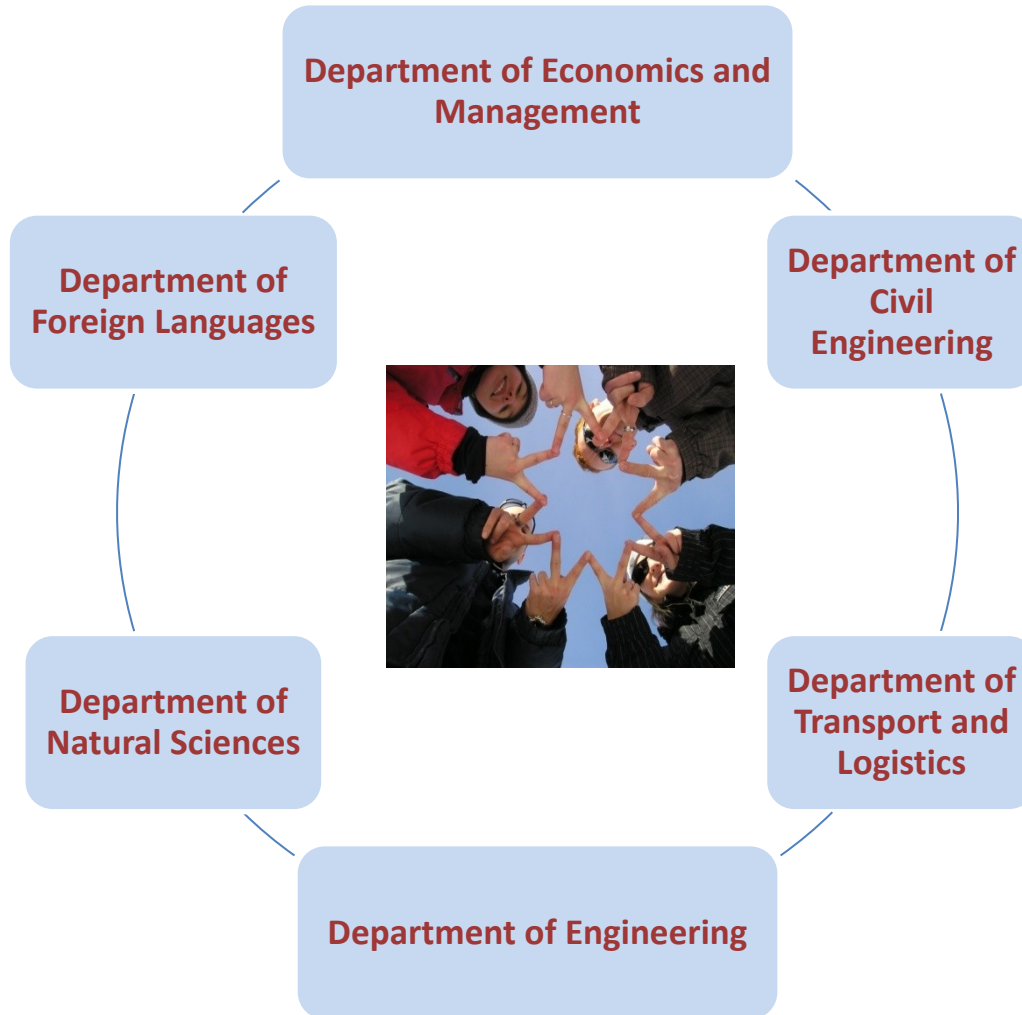 Department of Economics and
Management
Department of
Foreign Languages
Department of
Civil
Engineering
Department of
Natural Sciences
Department of
Transport and
Logistics
Department of Engineering